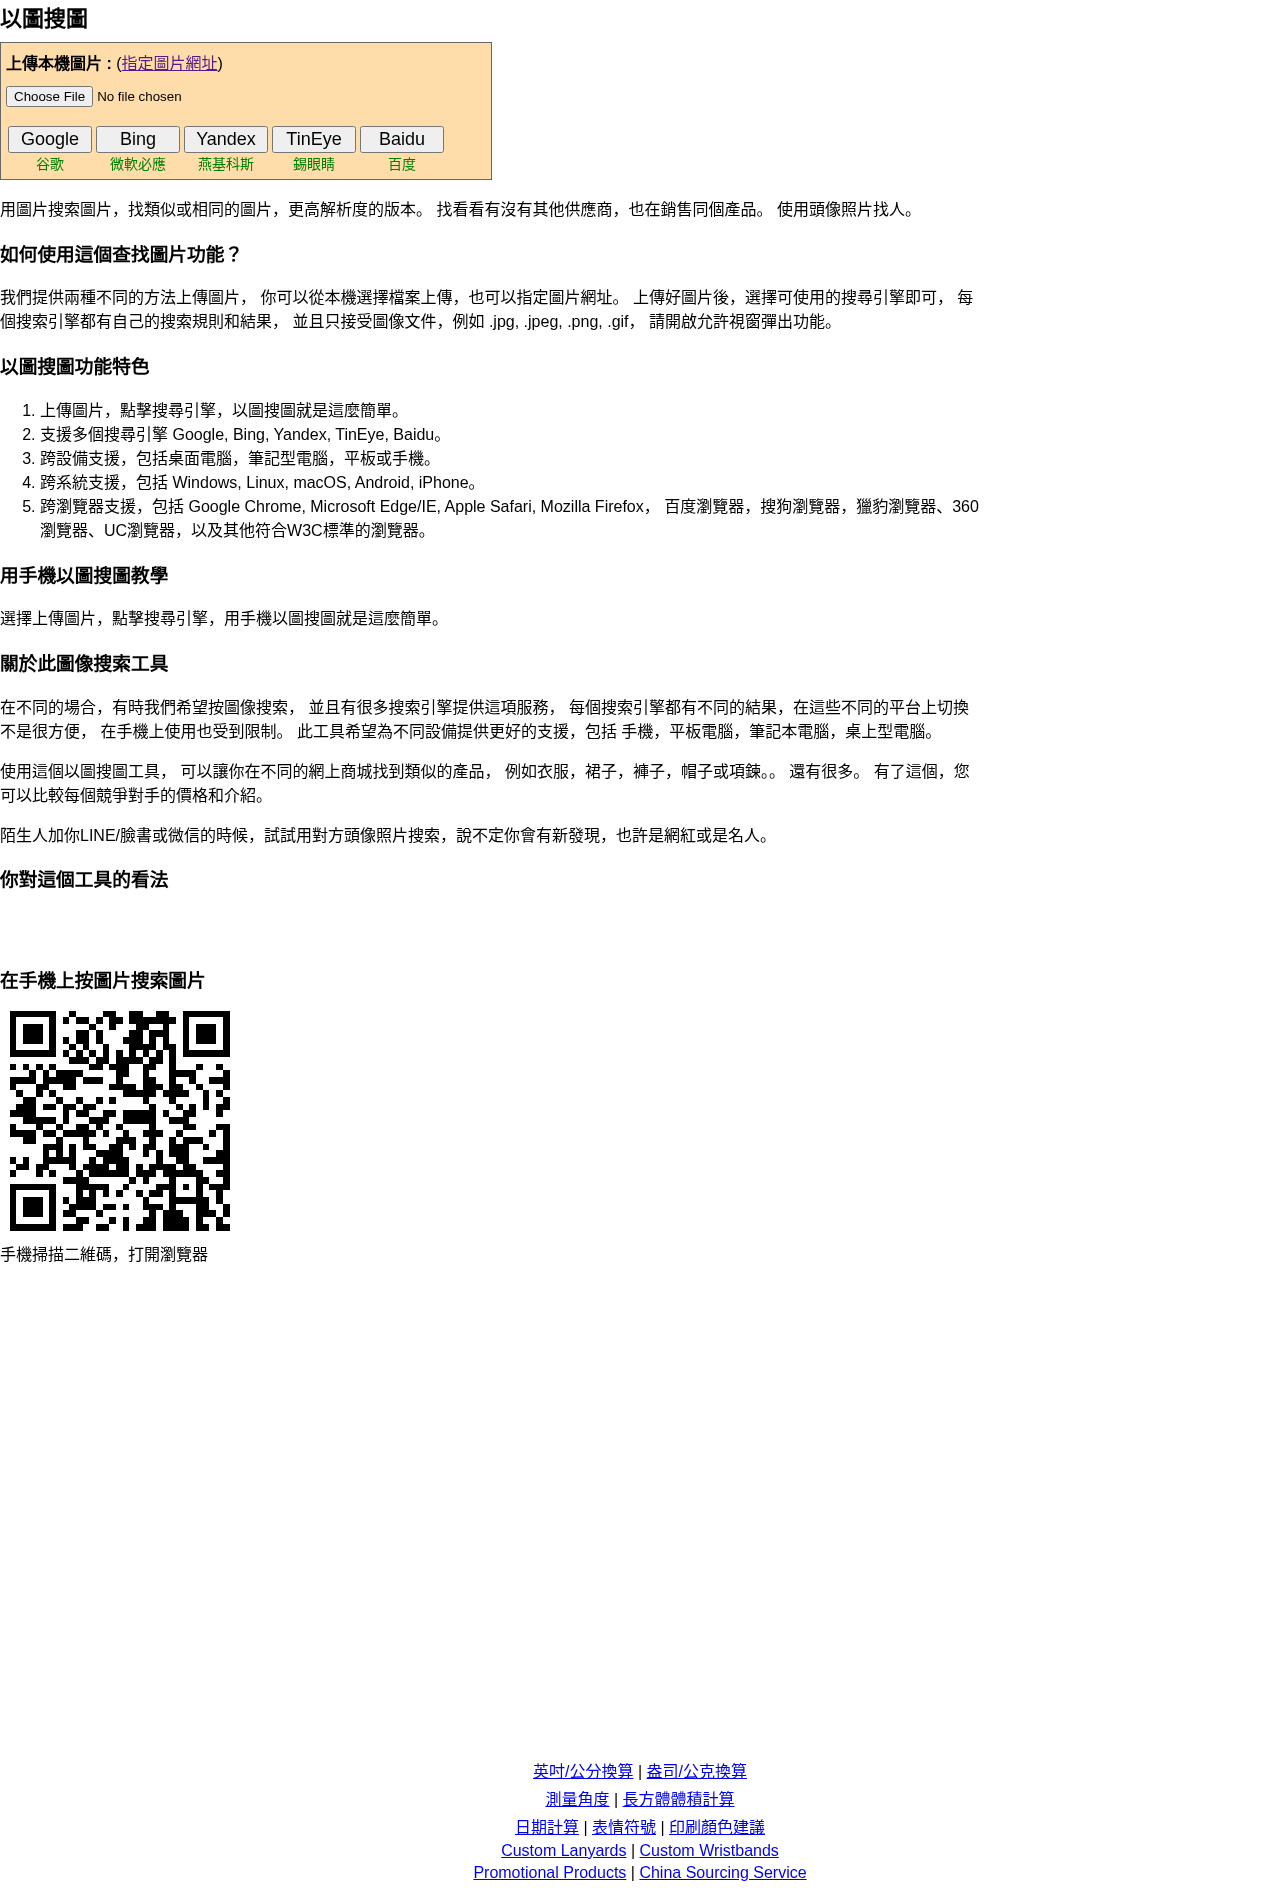 以圖搜圖
上傳本機圖片 : (指定圖片網址)
Choose File No file chosen
Google Bing Yandex TinEye Baidu
谷歌 微軟必應 燕基科斯 錫眼睛 百度
用圖片搜索圖片，找類似或相同的圖片，更高解析度的版本。 找看看有沒有其他供應商，也在銷售同個產品。 使用頭像照片找人。
如何使用這個查找圖片功能？
我們提供兩種不同的方法上傳圖片， 你可以從本機選擇檔案上傳，也可以指定圖片網址。 上傳好圖片後，選擇可使用的搜尋引擎即可， 每
個搜索引擎都有自己的搜索規則和結果， 並且只接受圖像文件，例如 .jpg, .jpeg, .png, .gif， 請開啟允許視窗彈出功能。
以圖搜圖功能特色
1. 上傳圖片，點擊搜尋引擎，以圖搜圖就是這麼簡單。
2. 支援多個搜尋引擎 Google, Bing, Yandex, TinEye, Baidu。
3. 跨設備支援，包括桌面電腦，筆記型電腦，平板或手機。
4. 跨系統支援，包括 Windows, Linux, macOS, Android, iPhone。
5. 跨瀏覽器支援，包括 Google Chrome, Microsoft Edge/IE, Apple Safari, Mozilla Firefox， 百度瀏覽器，搜狗瀏覽器，獵豹瀏覽器、360
瀏覽器、UC瀏覽器，以及其他符合W3C標準的瀏覽器。
用手機以圖搜圖教學
選擇上傳圖片，點擊搜尋引擎，用手機以圖搜圖就是這麼簡單。
關於此圖像搜索工具
在不同的場合，有時我們希望按圖像搜索， 並且有很多搜索引擎提供這項服務， 每個搜索引擎都有不同的結果，在這些不同的平台上切換
不是很方便， 在手機上使用也受到限制。 此工具希望為不同設備提供更好的支援，包括 手機，平板電腦，筆記本電腦，桌上型電腦。
使用這個以圖搜圖工具， 可以讓你在不同的網上商城找到類似的產品， 例如衣服，裙子，褲子，帽子或項鍊。。 還有很多。 有了這個，您
可以比較每個競爭對手的價格和介紹。
陌生人加你LINE/臉書或微信的時候，試試用對方頭像照片搜索，說不定你會有新發現，也許是網紅或是名人。
你對這個工具的看法
在手機上按圖片搜索圖片
手機掃描二維碼，打開瀏覽器
英吋/公分換算 | 盎司/公克換算
測量角度 | 長方體體積計算
日期計算 | 表情符號 | 印刷顏色建議
Custom Lanyards | Custom Wristbands
Promotional Products | China Sourcing Service